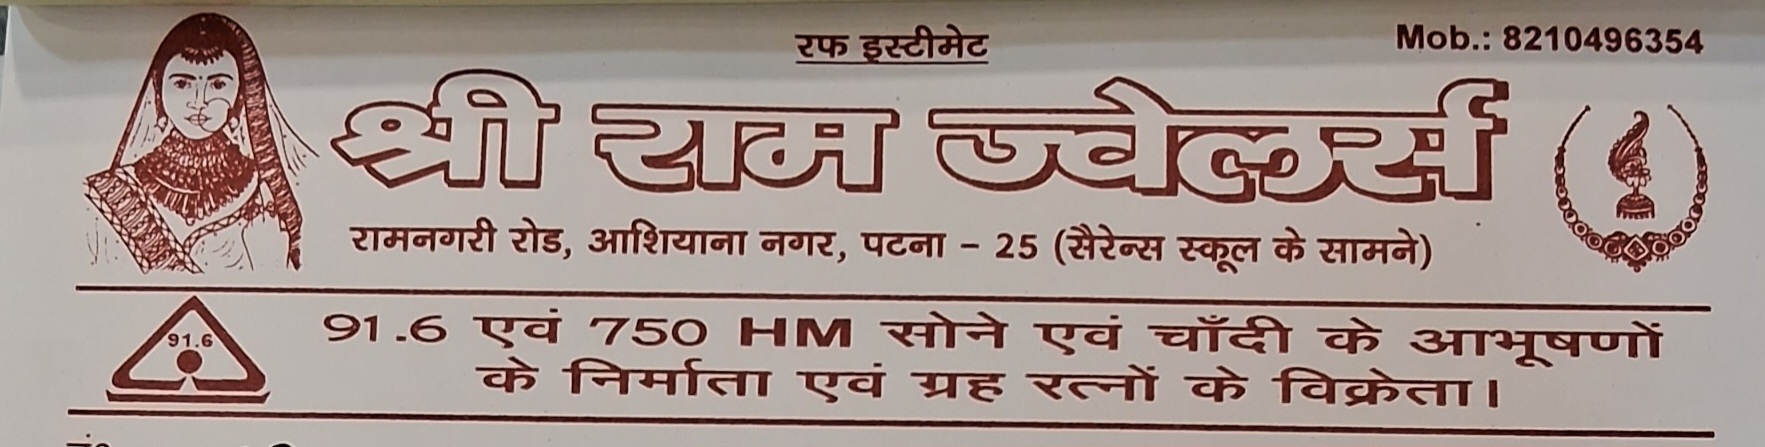 रफ इस्टीमेट
Mob.: 8210496354
श्री राम ज्वेलर्स
रामनगरी रोड, आशियाना नगर, पटना - 25 (सैरेन्स स्कूल के सामने)
91.6
91.6 एवं 750 HM सोने एवं चाँदी के आभूषणों
के निर्माता एवं ग्रह रत्नों के विक्रेता।